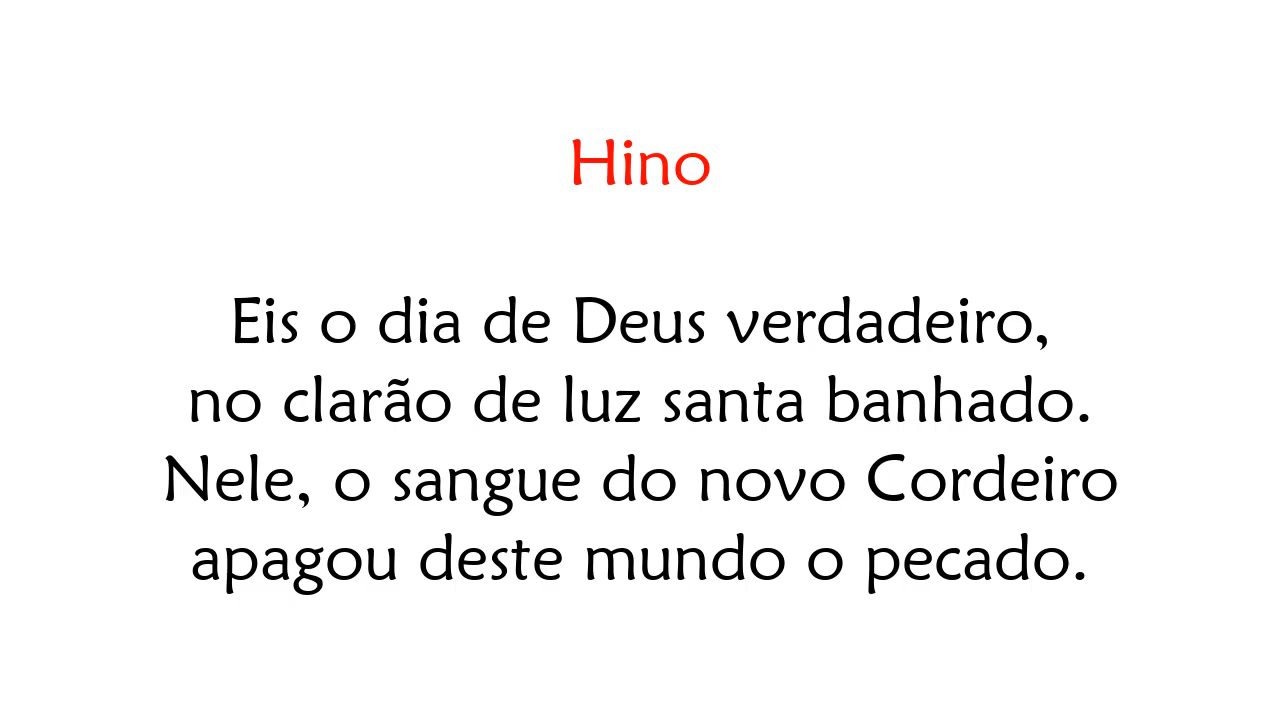 Hino
Eis o dia de Deus verdadeiro,
no clarão de luz santa banhado.
Nele, o sangue do novo Cordeiro
apagou deste mundo o pecado.